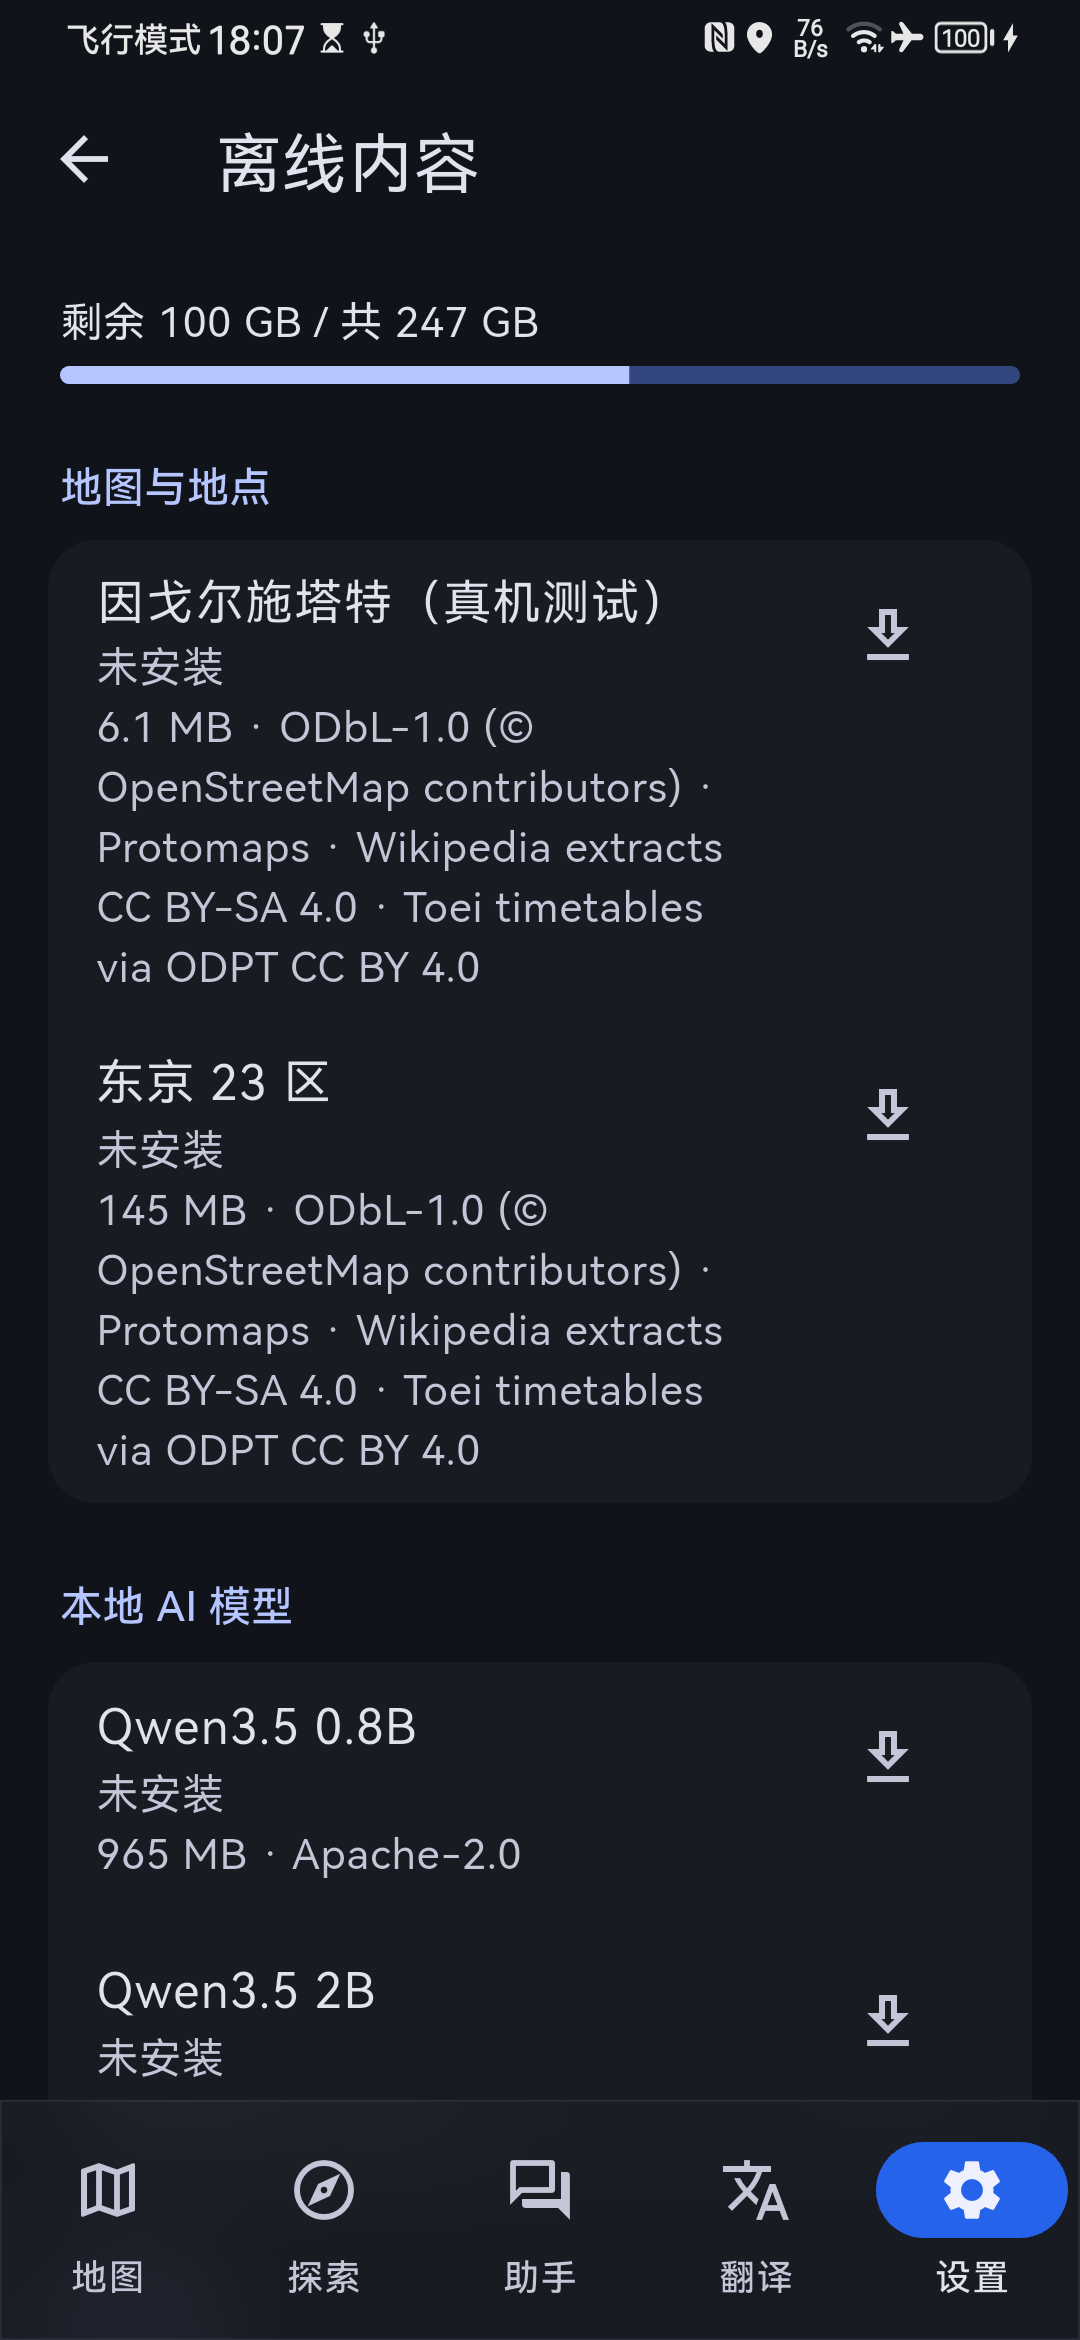 飞行模式 18:07
76 B/s
100
离线内容
剩余 100 GB / 共 247 GB
地图与地点
因戈尔施塔特（真机测试）
未安装
6.1 MB · ODbL-1.0 (©
OpenStreetMap contributors) ·
Protomaps · Wikipedia extracts
CC BY-SA 4.0 · Toei timetables
via ODPT CC BY 4.0
东京 23 区
未安装
145 MB · ODbL-1.0 (©
OpenStreetMap contributors) ·
Protomaps · Wikipedia extracts
CC BY-SA 4.0 · Toei timetables
via ODPT CC BY 4.0
本地 AI 模型
Qwen3.5 0.8B
未安装
965 MB · Apache-2.0
Qwen3.5 2B
未安装
地图
探索
助手
翻译
设置